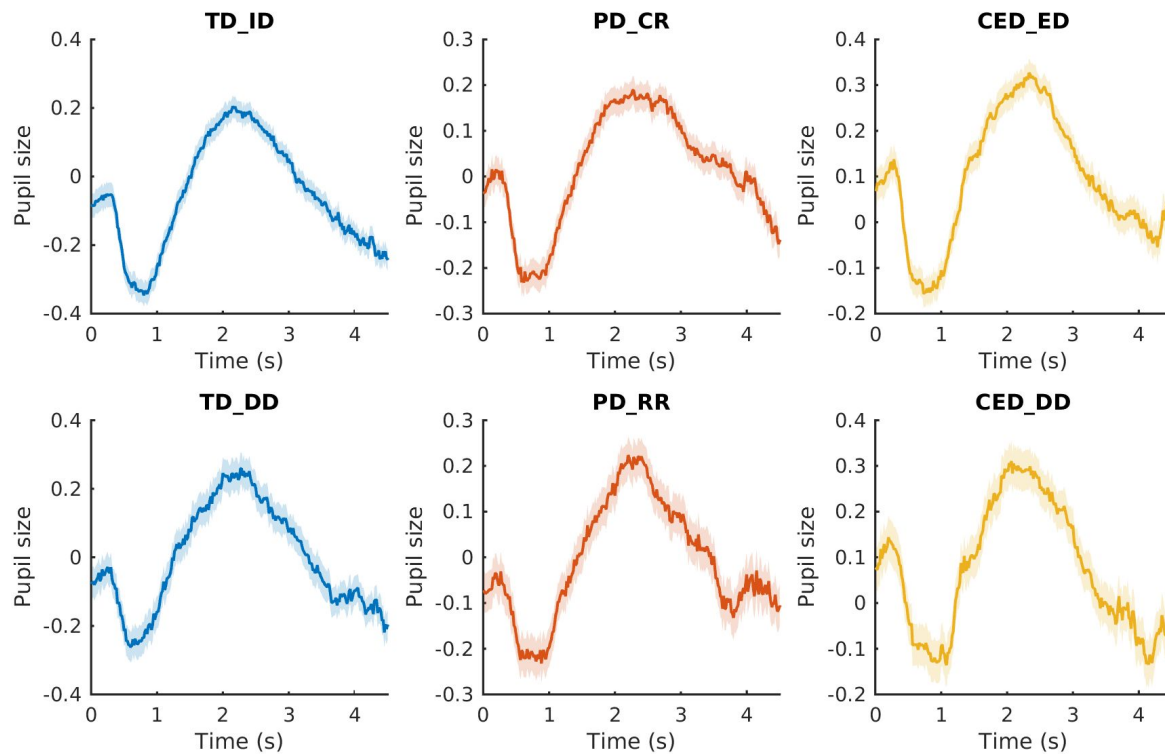 TD_ID
PD_CR
CED_ED
0.4
0.2
0
-0.2
-0.4
Pupil size
0 1 2 3 4
Time (s)
0.3
0.2
0.1
0
-0.1
-0.2
-0.3
Pupil size
0 1 2 3 4
Time (s)
0.4
0.3
0.2
0.1
0
-0.1
-0.2
Pupil size
0 1 2 3 4
Time (s)
TD_DD
PD_RR
CED_DD
0.4
0.2
0
-0.2
-0.4
Pupil size
0 1 2 3 4
Time (s)
0.3
0.2
0.1
0
-0.1
-0.2
-0.3
Pupil size
0 1 2 3 4
Time (s)
0.4
0.3
0.2
0.1
0
-0.1
-0.2
Pupil size
0 1 2 3 4
Time (s)